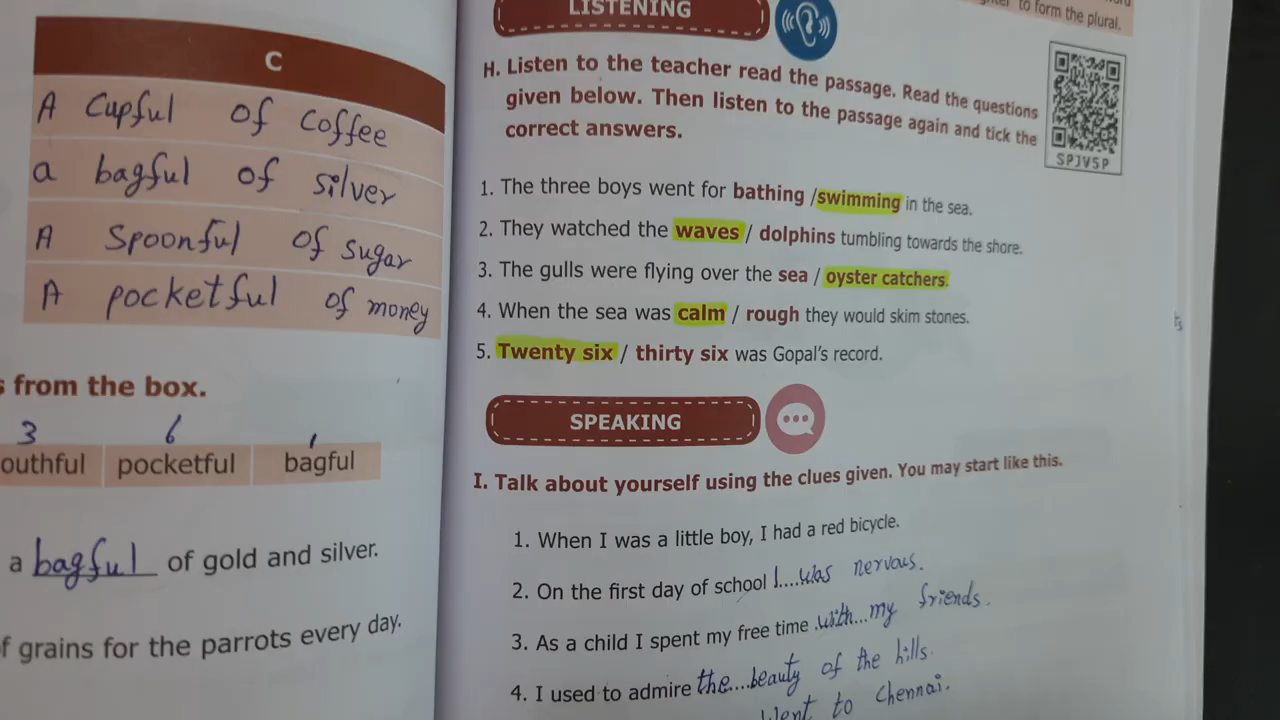 C
A Cupful of Coffee
a bagful of silver
A Spoonful of sugar
A pocketful of money
from the box.
3 6 1
outhful pocketful bagful
a bagful of gold and silver.
f grains for the parrots every day.
to form the plural.
LISTENING
H. Listen to the teacher read the passage. Read the questions
given below. Then listen to the passage again and tick the
correct answers.
SPJV5P
1. The three boys went for bathing /swimming in the sea.
2. They watched the waves / dolphins tumbling towards the shore.
3. The gulls were flying over the sea / oyster catchers.
4. When the sea was calm / rough they would skim stones.
5. Twenty six / thirty six was Gopal's record.
SPEAKING
I. Talk about yourself using the clues given. You may start like this.
1. When I was a little boy, I had a red bicycle.
2. On the first day of school I....was nervous.
3. As a child I spent my free time .with...my friends.
4. I used to admire the....beauty of the hills.
Went to Chennai.